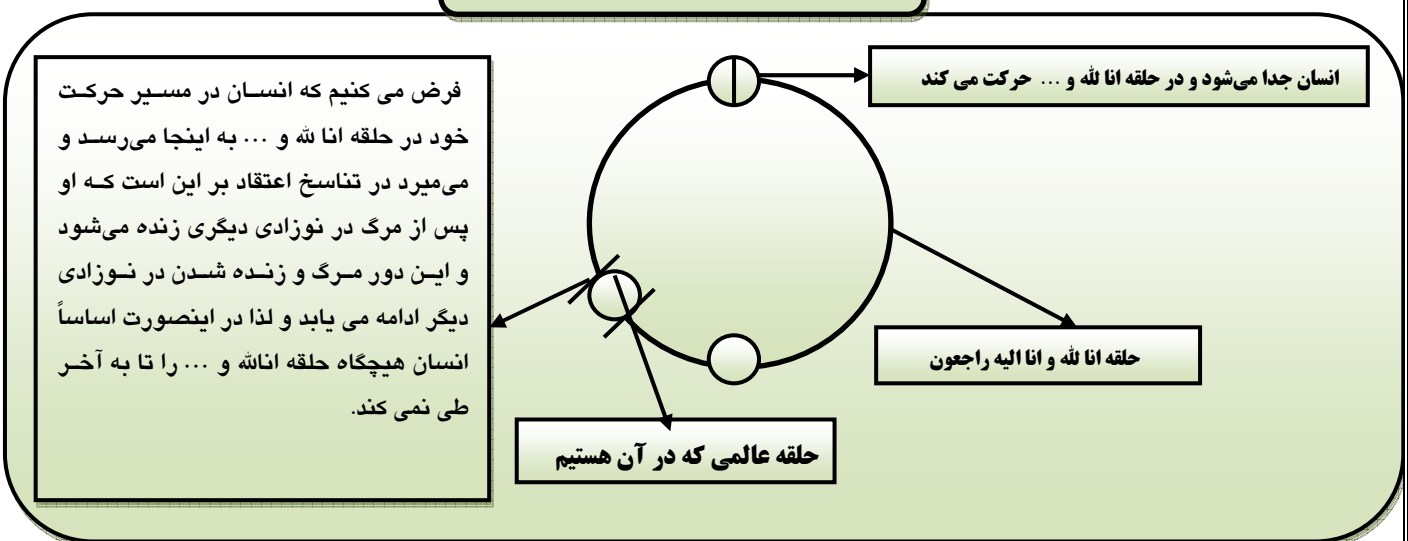 انسان جدا می‌شود و در حلقه انا لله و ... حرکت می کند
فرض می کنیم که انسان در مسیر حرکت
خود در حلقه انا لله و ... به اینجا می‌رسد و
می‌میرد در تناسخ اعتقاد بر این است که او
پس از مرگ در نوزادی دیگری زنده می‌شود
و این دور مرگ و زنده شدن در نوزادی
دیگر ادامه می یابد و لذا در اینصورت اساساً
انسان هیچگاه حلقه انالله و ... را تا به آخر
طی نمی کند.
حلقه انا لله و انا الیه راجعون
حلقه عالمی که در آن هستیم